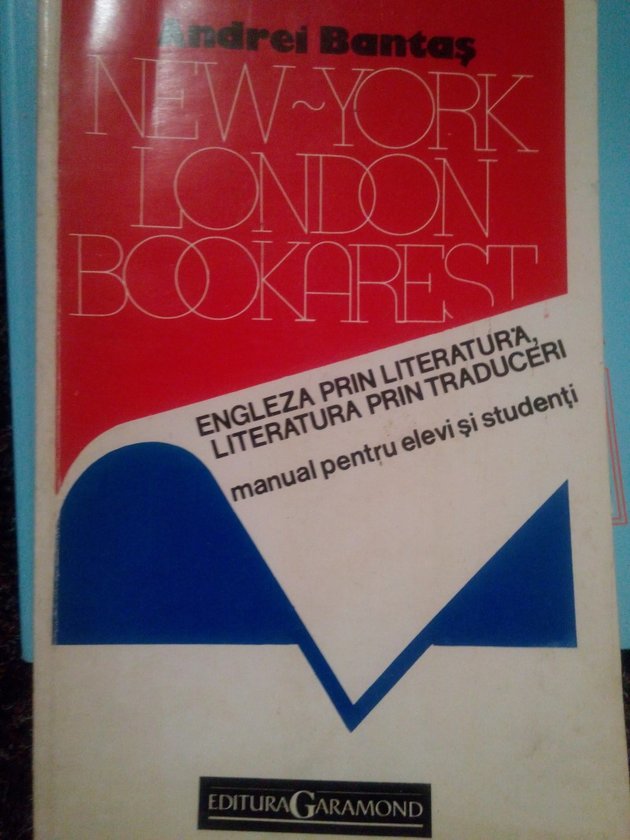 Andrei Bantaş
NEW~YORK
LONDON
BOOKAREST
ENGLEZA PRIN LITERATURĂ,
LITERATURA PRIN TRADUCERI
manual pentru elevi şi studenţi
EDITURA GARAMOND